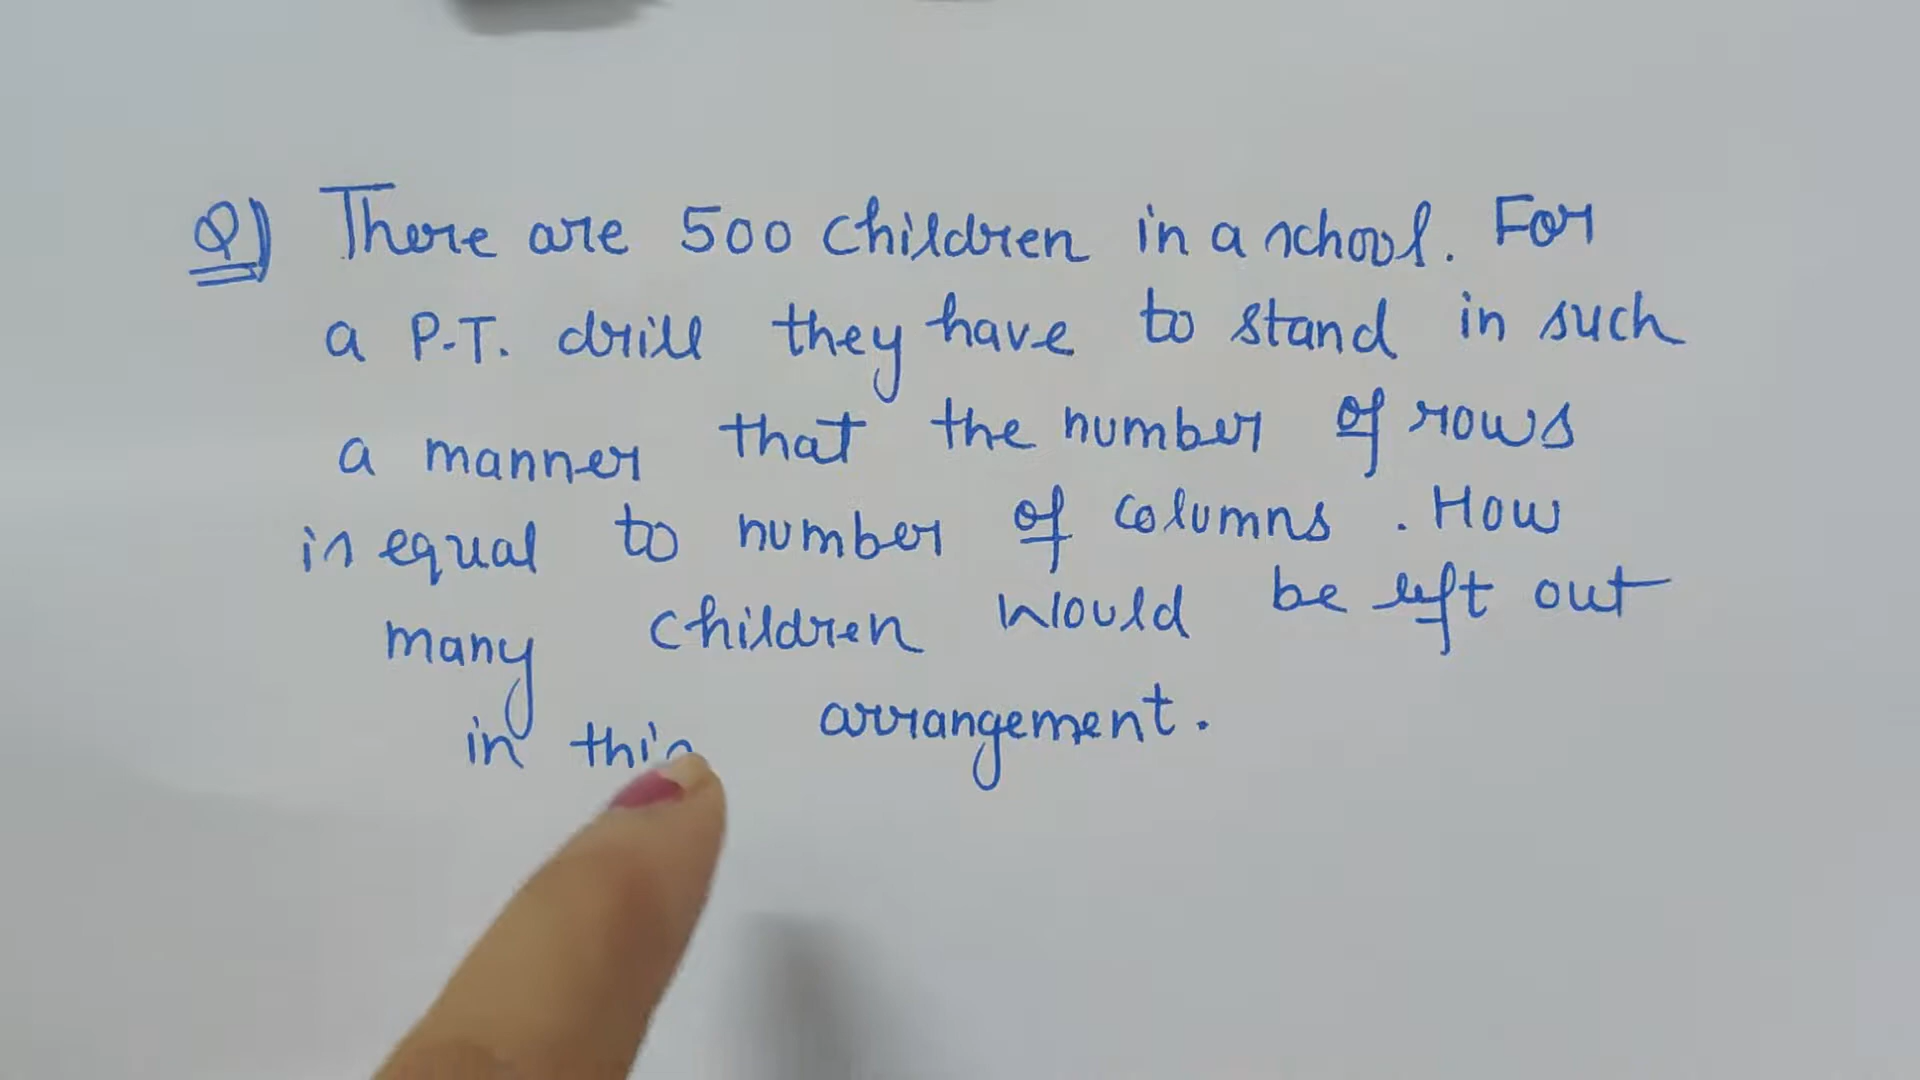 Q) There are 500 children in a school. For
a P.T. drill they have to stand in such
a manner that the number of rows
is equal to number of columns. How
many children would be left out
in this arrangement.